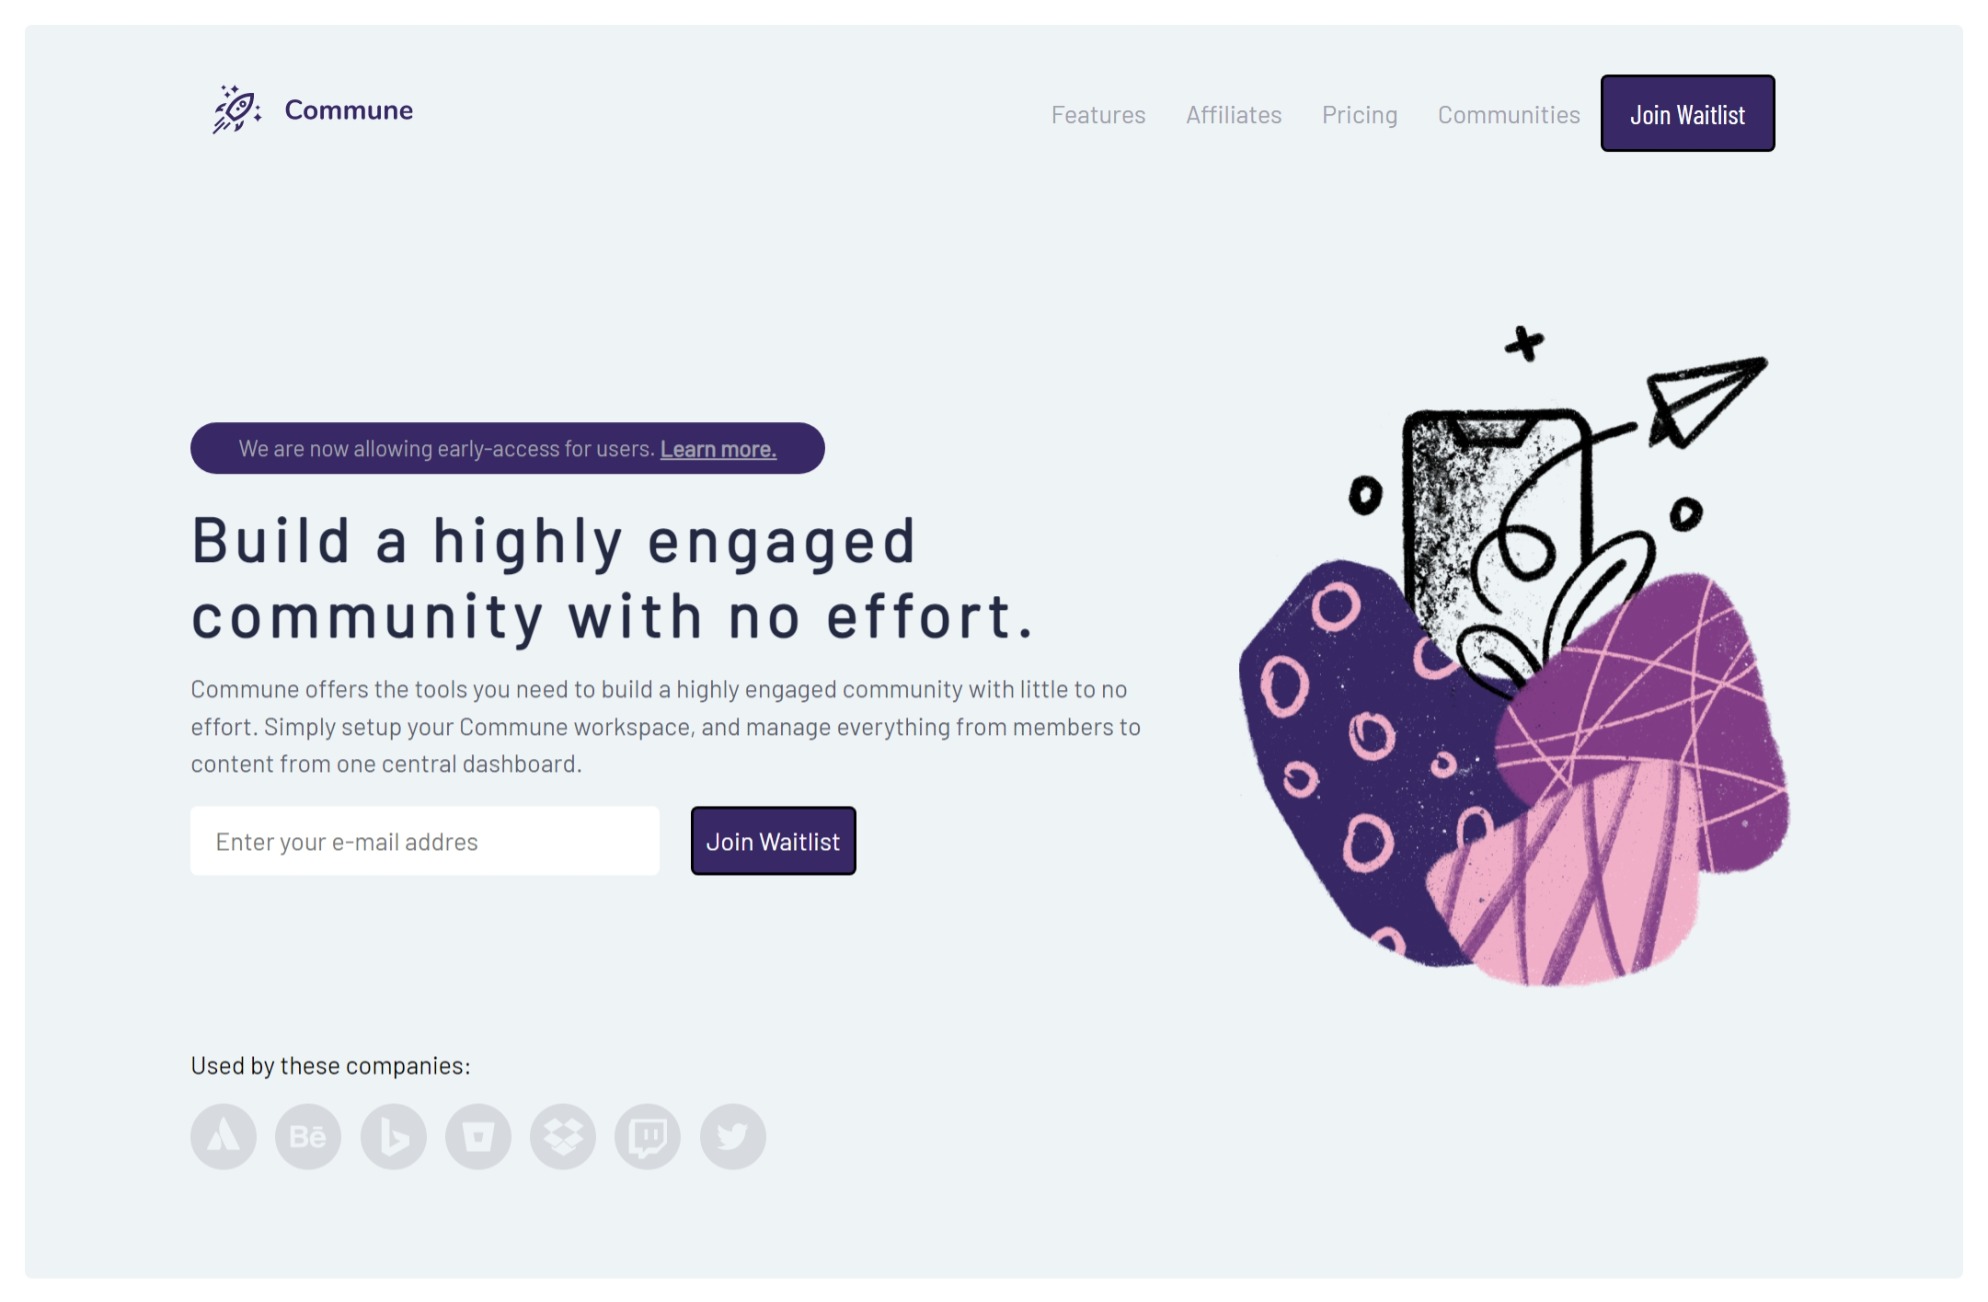 Commune
Features Affiliates Pricing Communities Join Waitlist
We are now allowing early-access for users. Learn more.
Build a highly engaged
community with no effort.
Commune offers the tools you need to build a highly engaged community with little to no
effort. Simply setup your Commune workspace, and manage everything from members to
content from one central dashboard.
Enter your e-mail addres Join Waitlist
Used by these companies:
Bē